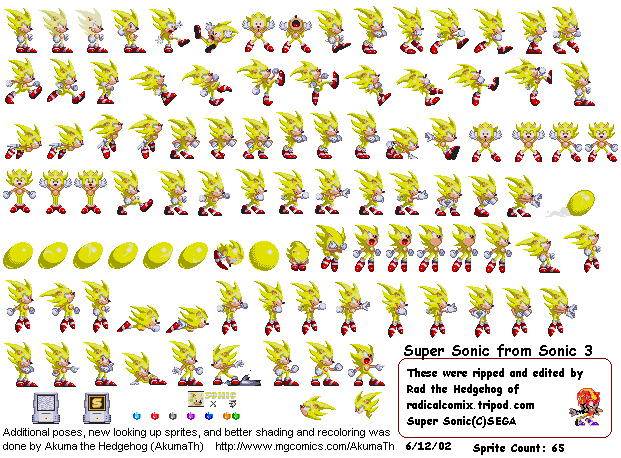 SONIC
S
Super Sonic from Sonic 3
These were ripped and edited by
Rad the Hedgehog of
radicalcomix.tripod.com
Super Sonic(C)SEGA
Additional poses, new looking up sprites, and better shading and recoloring was
done by Akuma the Hedgehog (AkumaTh) http://www.mgcomics.com/AkumaTh
6/12/02 Sprite Count: 65